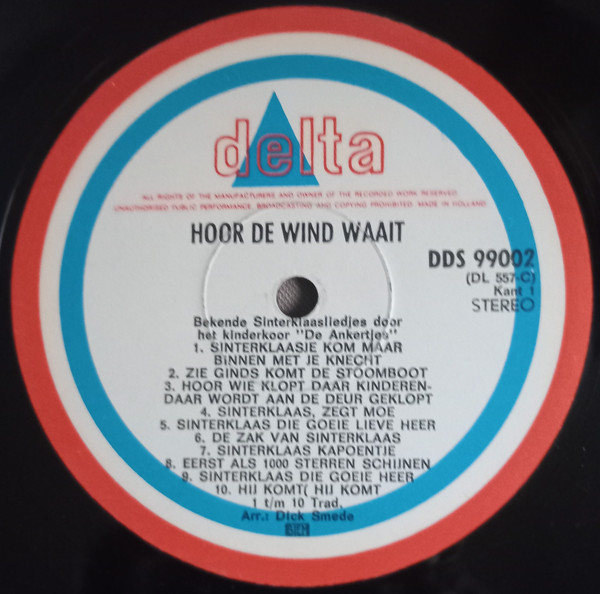 delta
ALL RIGHTS OF THE MANUFACTURERS AND OWNER OF THE RECORDED WORK RESERVED
UNAUTHORISED PUBLIC PERFORMANCE, BROADCASTING AND COPYING PROHIBITED. MADE IN HOLLAND
HOOR DE WIND WAAIT
DDS 99002
(DL 557-C)
Kant 1
STEREO
Bekende Sinterklaasliedjes door
het kinderkoor "De Ankertjes"
1. SINTERKLAASJE KOM MAAR
BINNEN MET JE KNECHT
2. ZIE GINDS KOMT DE STOOMBOOT
3. HOOR WIE KLOPT DAAR KINDEREN-
DAAR WORDT AAN DE DEUR GEKLOPT
4. SINTERKLAAS, ZEGT MOE
5. SINTERKLAAS DIE GOEIE LIEVE HEER
6. DE ZAK VAN SINTERKLAAS
7. SINTERKLAAS KAPOENTJE
8. EERST ALS 1000 STERREN SCHIJNEN
9. SINTERKLAAS DIE GOEIE HEER
10. HIJ KOMT( HIJ KOMT
1 t/m 10 Trad.
Arr.: Dick Smede